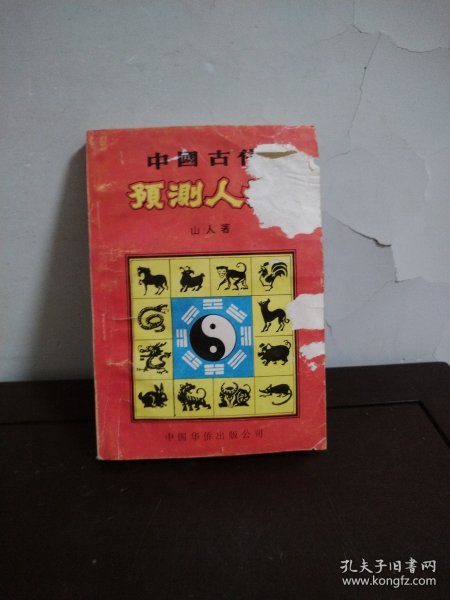 中國古
預測人
山人著
中国华侨出版公司
孔夫子旧书网
www.kongfz.com